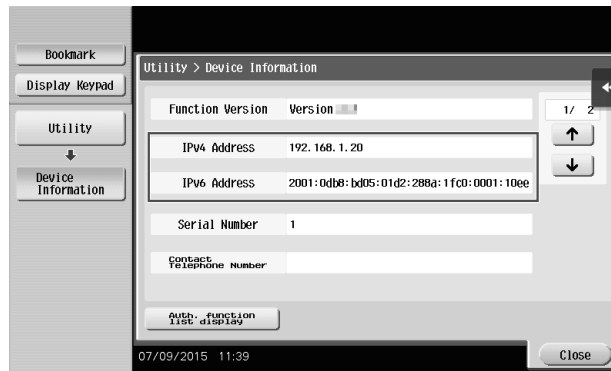 Bookmark
Display Keypad
Utility
Device
Information
Utility > Device Information
1/ 2
Function Version Version
IPv4 Address 192.168.1.20
IPv6 Address 2001:0db8:bd05:01d2:288a:1fc0:0001:10ee
Serial Number 1
Contact
Telephone Number
Auth. function
list display
07/09/2015 11:39
Close